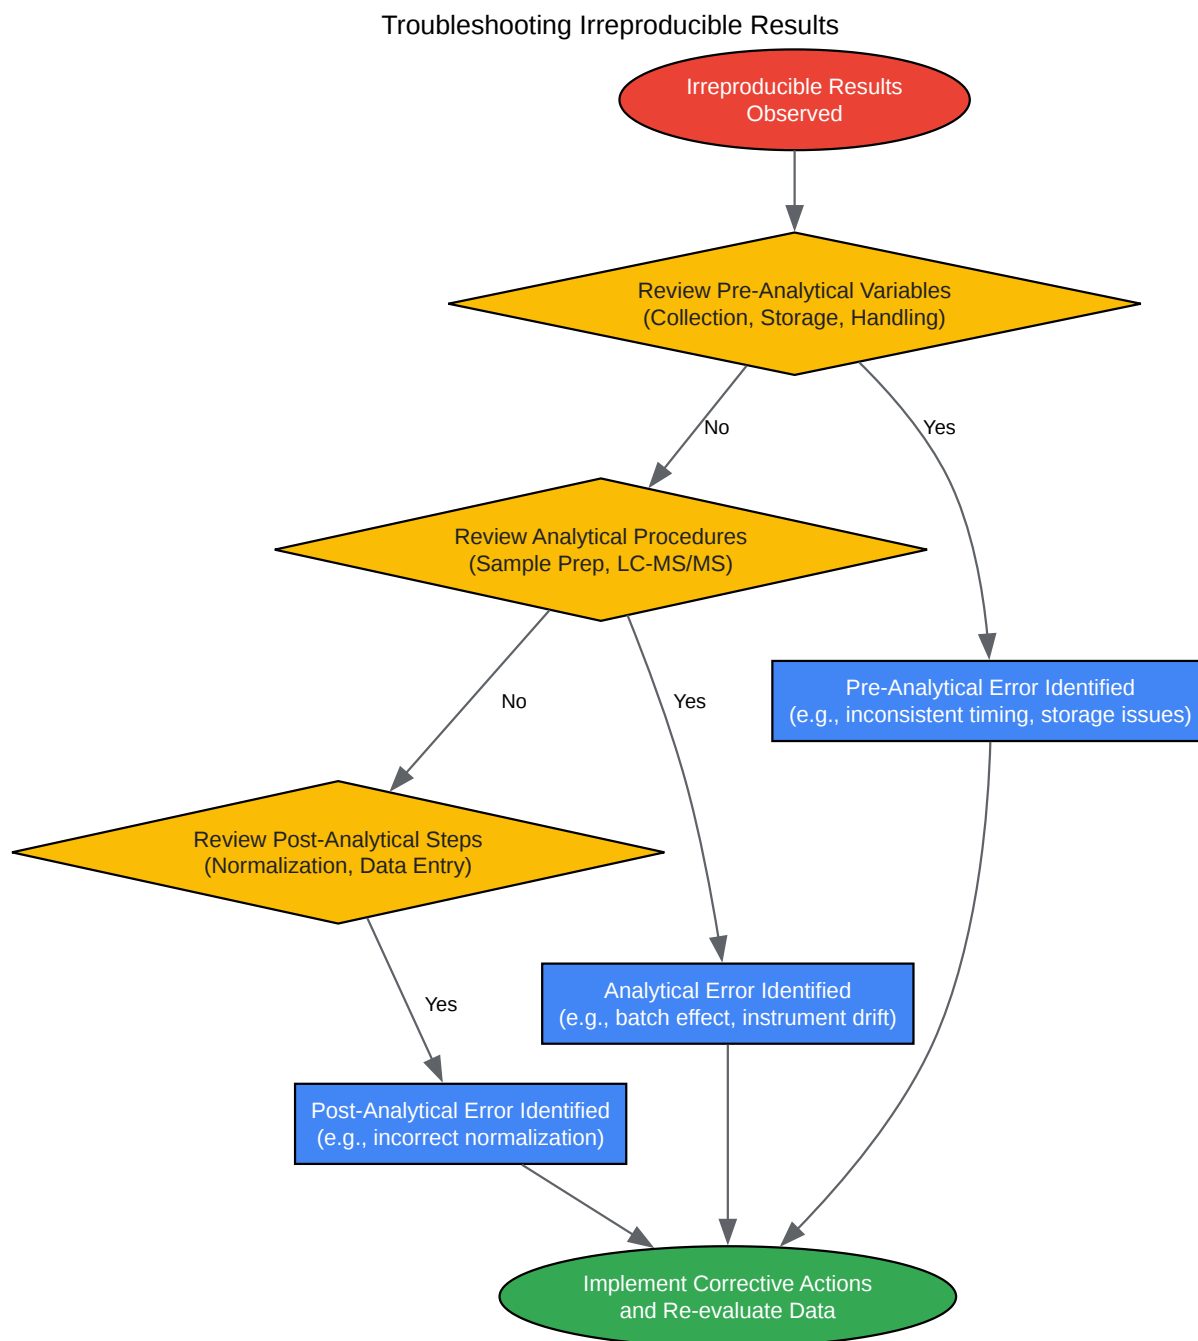 Troubleshooting Irreproducible Results
Irreproducible Results
Observed
Review Pre-Analytical Variables
(Collection, Storage, Handling)
No
Yes
Review Analytical Procedures
(Sample Prep, LC-MS/MS)
No
Yes
Pre-Analytical Error Identified
(e.g., inconsistent timing, storage issues)
Review Post-Analytical Steps
(Normalization, Data Entry)
Yes
Analytical Error Identified
(e.g., batch effect, instrument drift)
Post-Analytical Error Identified
(e.g., incorrect normalization)
Implement Corrective Actions
and Re-evaluate Data